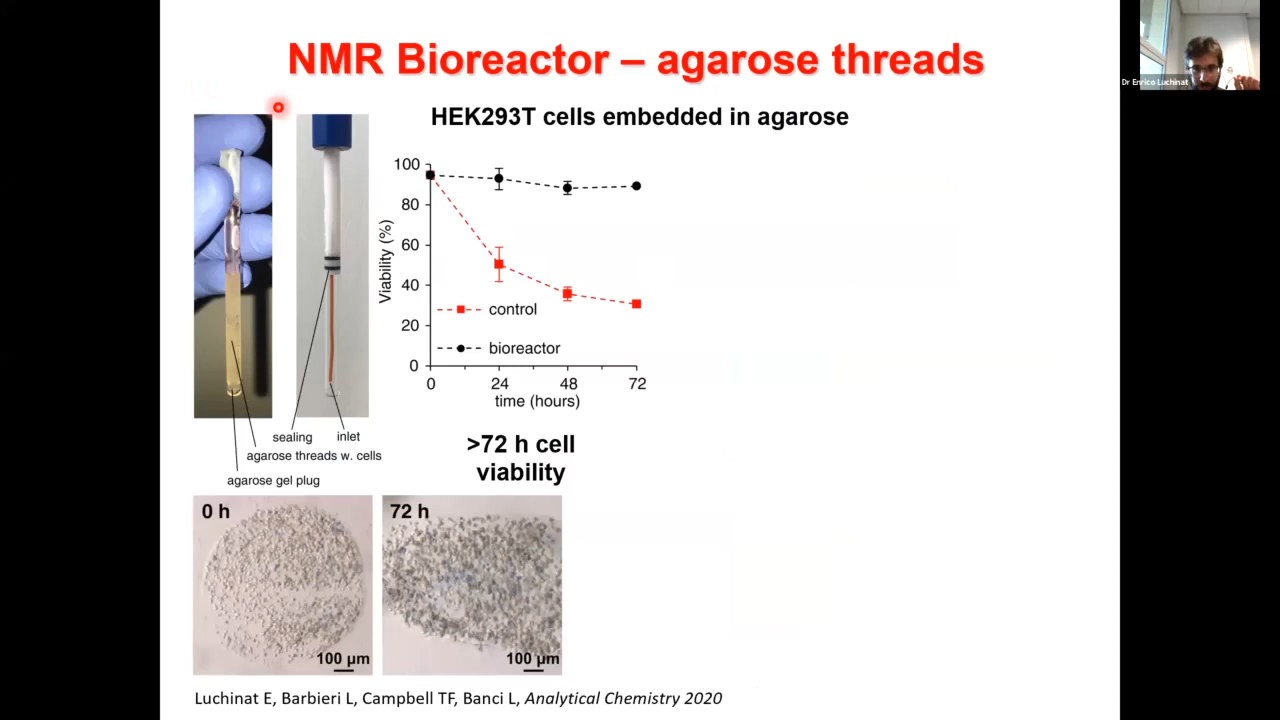 NMR Bioreactor – agarose threads
Dr Enrico Luchinat
HEK293T cells embedded in agarose
100
80
60
40
20
0
Viability (%)
control
bioreactor
0 24 48 72
time (hours)
sealing inlet
agarose threads w. cells
agarose gel plug
>72 h cell
viability
0 h
100 µm
72 h
100 µm
Luchinat E, Barbieri L, Campbell TF, Banci L, Analytical Chemistry 2020